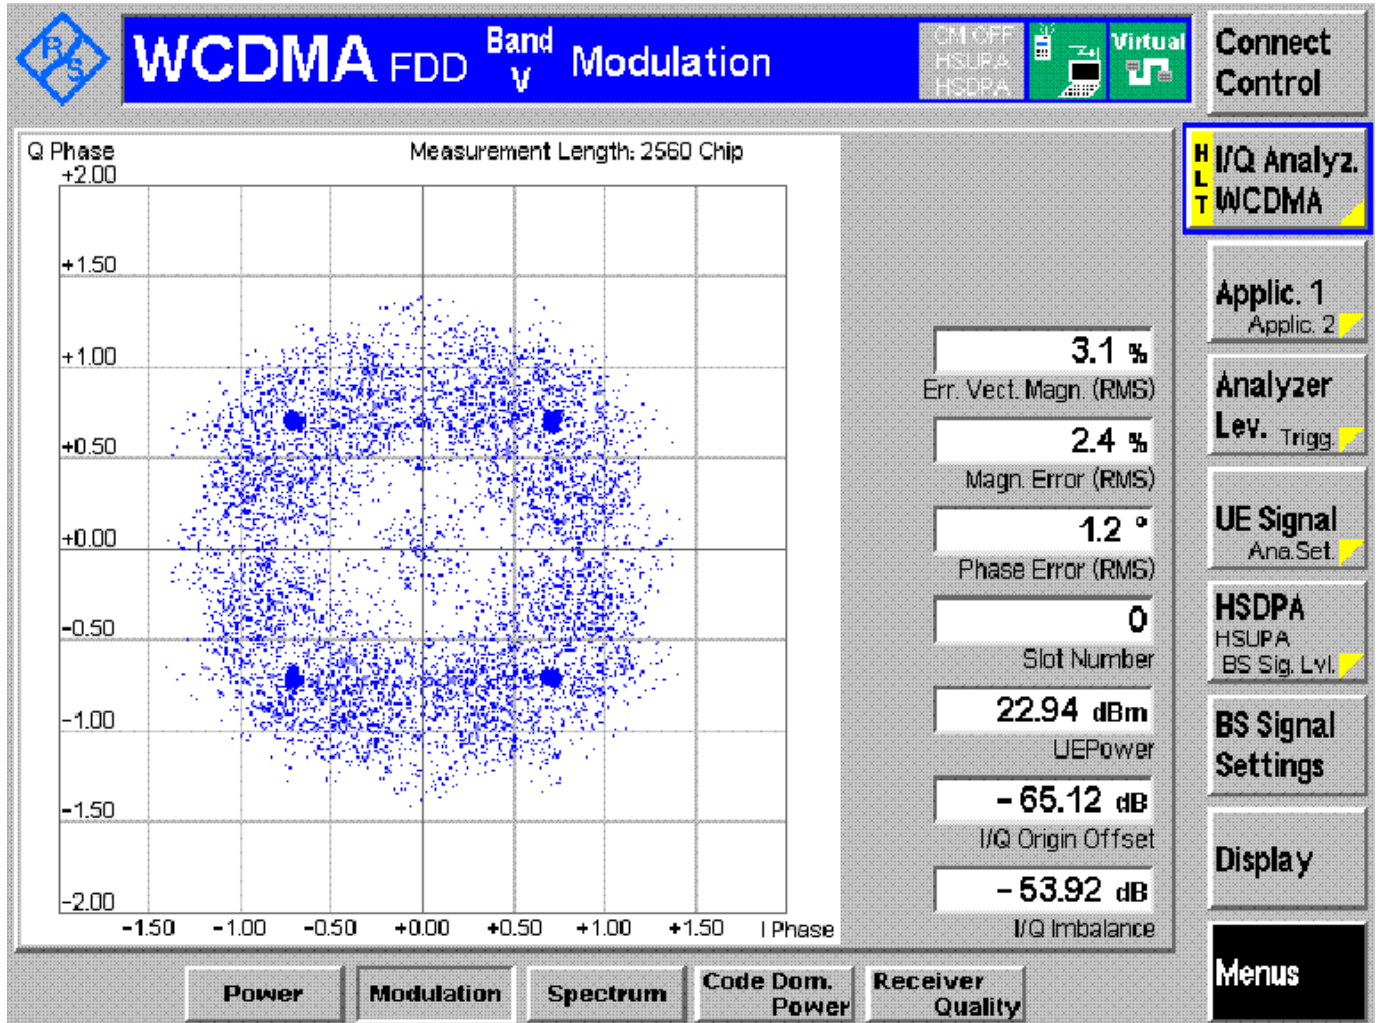 R/S
WCDMA FDD Band V Modulation
CM:OFF
HSUPA
HSDPA
Virtual
Connect
Control
Q Phase
Measurement Length: 2560 Chip
+2.00
+1.50
+1.00
+0.50
+0.00
-0.50
-1.00
-1.50
-2.00
-1.50 -1.00 -0.50 +0.00 +0.50 +1.00 +1.50 I Phase
3.1 %
Err. Vect. Magn. (RMS)
2.4 %
Magn. Error (RMS)
1.2 °
Phase Error (RMS)
0
Slot Number
22.94 dBm
UEPower
- 65.12 dB
I/Q Origin Offset
- 53.92 dB
I/Q Imbalance
HLT
I/Q Analyz.
WCDMA
Applic. 1
Applic. 2
Analyzer
Lev. Trigg.
UE Signal
Ana.Set.
HSDPA
HSUPA
BS Sig. Lvl.
BS Signal
Settings
Display
Menus
Power
Modulation
Spectrum
Code Dom.
Power
Receiver
Quality